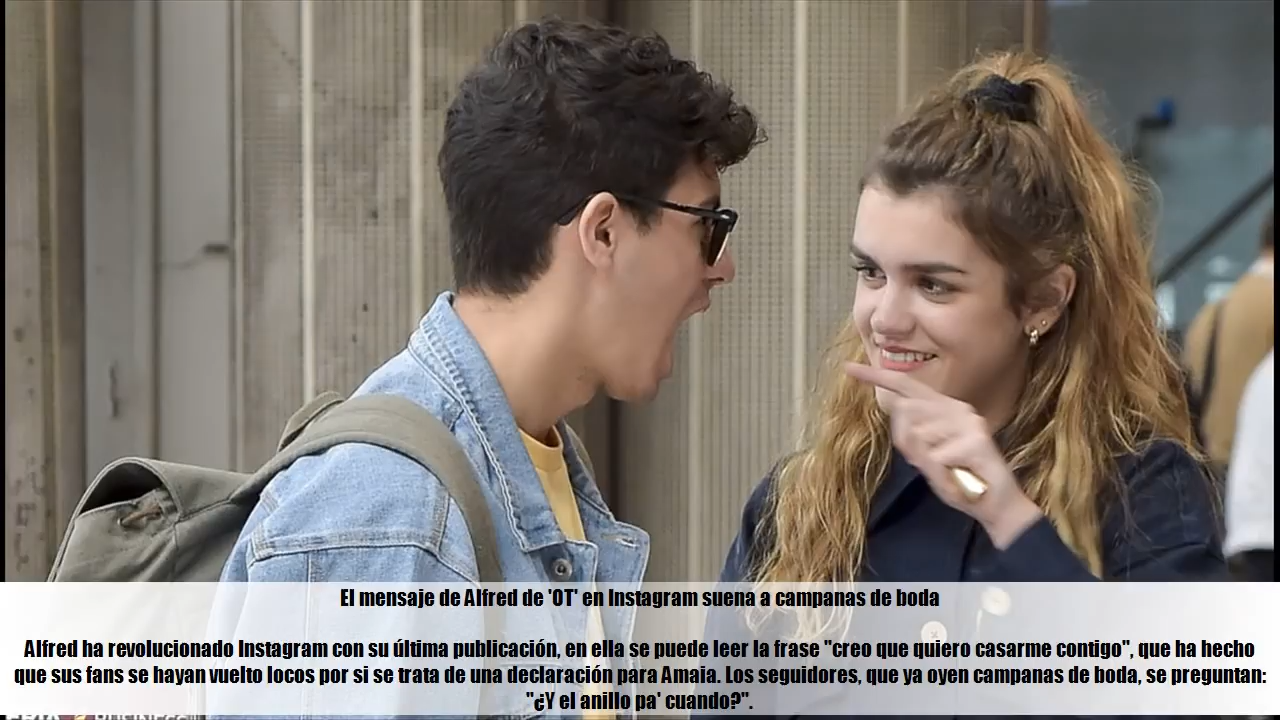 El mensaje de Alfred de 'OT' en Instagram suena a campanas de boda
Alfred ha revolucionado Instagram con su última publicación, en ella se puede leer la frase "creo que quiero casarme contigo", que ha hecho
que sus fans se hayan vuelto locos por si se trata de una declaración para Amaia. Los seguidores, que ya oyen campanas de boda, se preguntan:
"¿Y el anillo pa' cuando?".